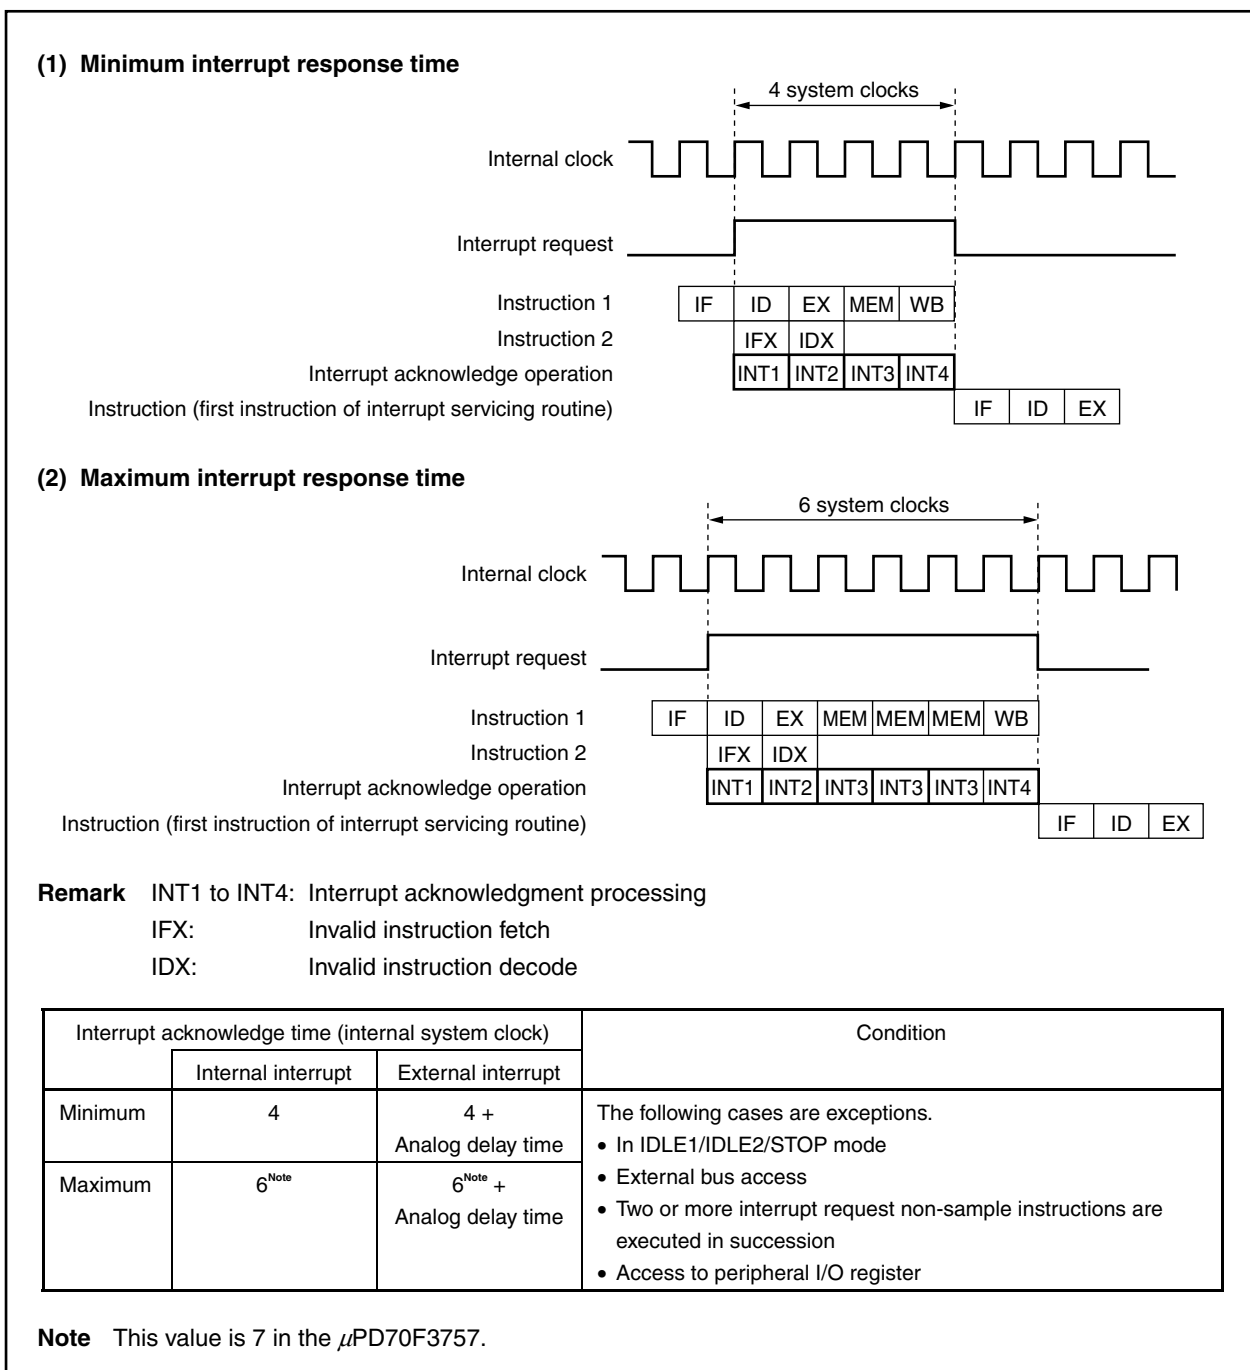 (1) Minimum interrupt response time
4 system clocks
Internal clock
Interrupt request
Instruction 1 IF ID EX MEM WB
Instruction 2 IFX IDX
Interrupt acknowledge operation INT1 INT2 INT3 INT4
Instruction (first instruction of interrupt servicing routine) IF ID EX
(2) Maximum interrupt response time
6 system clocks
Internal clock
Interrupt request
Instruction 1 IF ID EX MEM MEM MEM WB
Instruction 2 IFX IDX
Interrupt acknowledge operation INT1 INT2 INT3 INT3 INT3 INT4
Instruction (first instruction of interrupt servicing routine) IF ID EX
Remark INT1 to INT4: Interrupt acknowledgment processing
IFX: Invalid instruction fetch
IDX: Invalid instruction decode
Interrupt acknowledge time (internal system clock) Condition
Internal interrupt External interrupt
Minimum 4 4 +
Analog delay time
Maximum 6Note 6Note +
Analog delay time
The following cases are exceptions.
• In IDLE1/IDLE2/STOP mode
• External bus access
• Two or more interrupt request non-sample instructions are
executed in succession
• Access to peripheral I/O register
Note This value is 7 in the μPD70F3757.